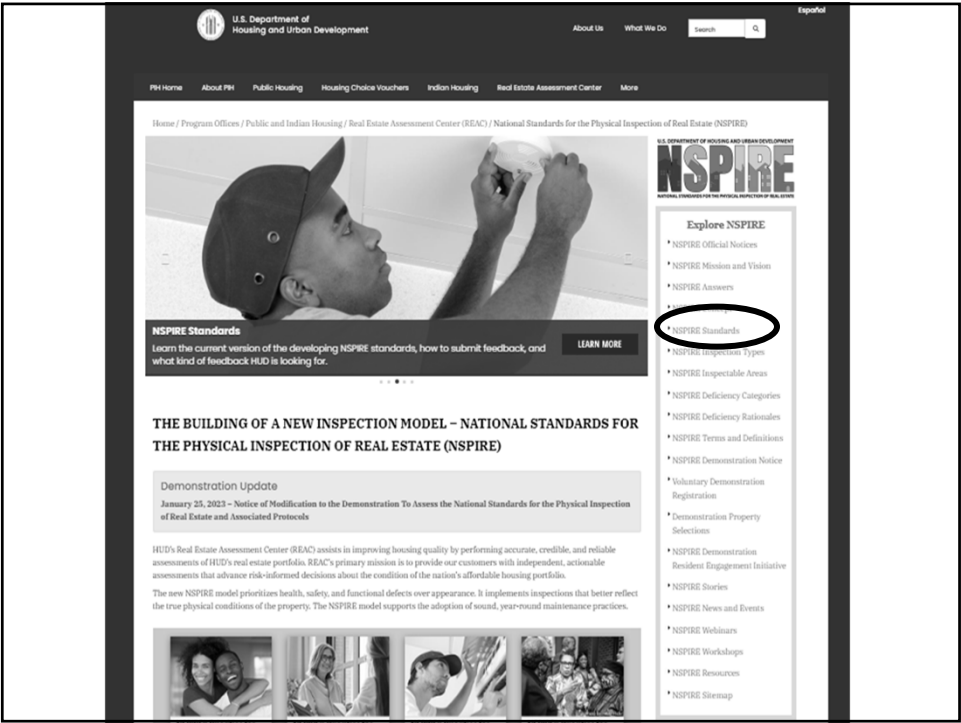 Español
U.S. Department of
Housing and Urban Development
About Us
What We Do
Search
PIH Home
About PIH
Public Housing
Housing Choice Vouchers
Indian Housing
Real Estate Assessment Center
More
Home / Program Offices / Public and Indian Housing / Real Estate Assessment Center (REAC) / National Standards for the Physical Inspection of Real Estate (NSPIRE)
NSPIRE Standards
Learn the current version of the developing NSPIRE standards, how to submit feedback, and
what kind of feedback HUD is looking for.
LEARN MORE
THE BUILDING OF A NEW INSPECTION MODEL – NATIONAL STANDARDS FOR
THE PHYSICAL INSPECTION OF REAL ESTATE (NSPIRE)
Demonstration Update
January 25, 2023 – Notice of Modification to the Demonstration To Assess the National Standards for the Physical Inspection
of Real Estate and Associated Protocols
HUD's Real Estate Assessment Center (REAC) assists in improving housing quality by performing accurate, credible, and reliable
assessments of HUD's real estate portfolio. REAC's primary mission is to provide our customers with independent, actionable
assessments that advance risk-informed decisions about the condition of the nation's affordable housing portfolio.
The new NSPIRE model prioritizes health, safety, and functional defects over appearance. It implements inspections that better reflect
the true physical conditions of the property. The NSPIRE model supports the adoption of sound, year-round maintenance practices.
U.S. DEPARTMENT OF HOUSING AND URBAN DEVELOPMENT
NSPIRE
NATIONAL STANDARDS FOR THE PHYSICAL INSPECTION OF REAL ESTATE
Explore NSPIRE
NSPIRE Official Notices
NSPIRE Mission and Vision
NSPIRE Answers
NSPIRE Standards
NSPIRE Inspection Types
NSPIRE Inspectable Areas
NSPIRE Deficiency Categories
NSPIRE Deficiency Rationales
NSPIRE Terms and Definitions
NSPIRE Demonstration Notice
Voluntary Demonstration
Registration
Demonstration Property
Selections
NSPIRE Demonstration
Resident Engagement Initiative
NSPIRE Stories
NSPIRE News and Events
NSPIRE Webinars
NSPIRE Workshops
NSPIRE Resources
NSPIRE Sitemap